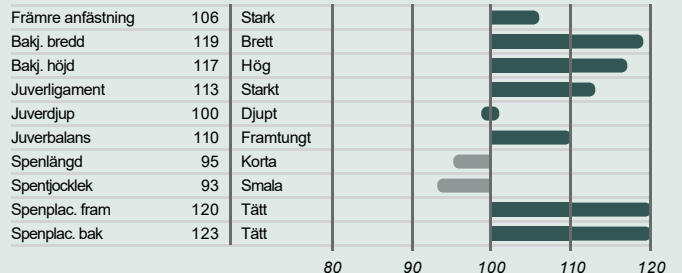 Främre anfästning 106 Stark
Bakj. bredd 119 Brett
Bakj. höjd 117 Hög
Juverligament 113 Starkt
Juverdjup 100 Djupt
Juverbalans 110 Framtungt
Spenlängd 95 Korta
Spentjocklek 93 Smala
Spenplac. fram 120 Tätt
Spenplac. bak 123 Tätt
80 90 100 110 120